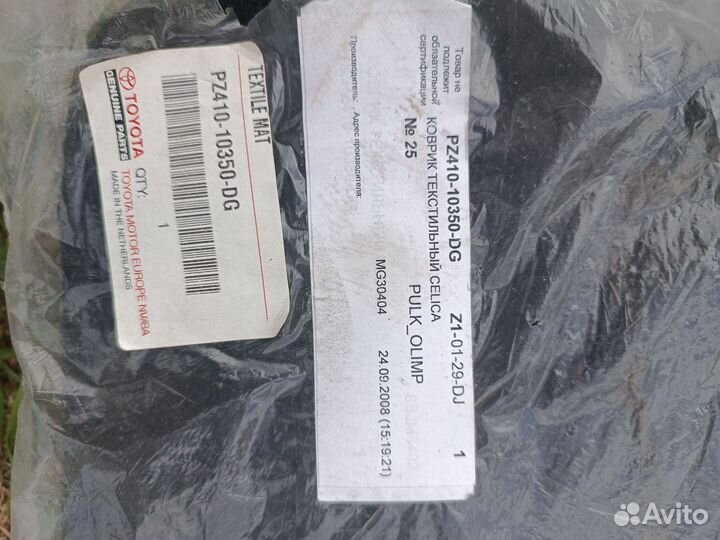 TEXTILE MAT
PZ410-10350-DG
QTY:
1
TOYOTA
GENUINE PARTS
TOYOTA MOTOR EUROPE NV/BA
MADE IN THE NETHERLANDS
Товар не
подлежит
обязательной
сертификации
PZ410-10350-DG Z1-01-29-DJ 1
КОВРИК ТЕКСТИЛЬНЫЙ CELICA
№ 25 PULK_OLIMP
MG30404 24.09.2008 (15:19:21)
Производитель: Адрес производителя:
Avito